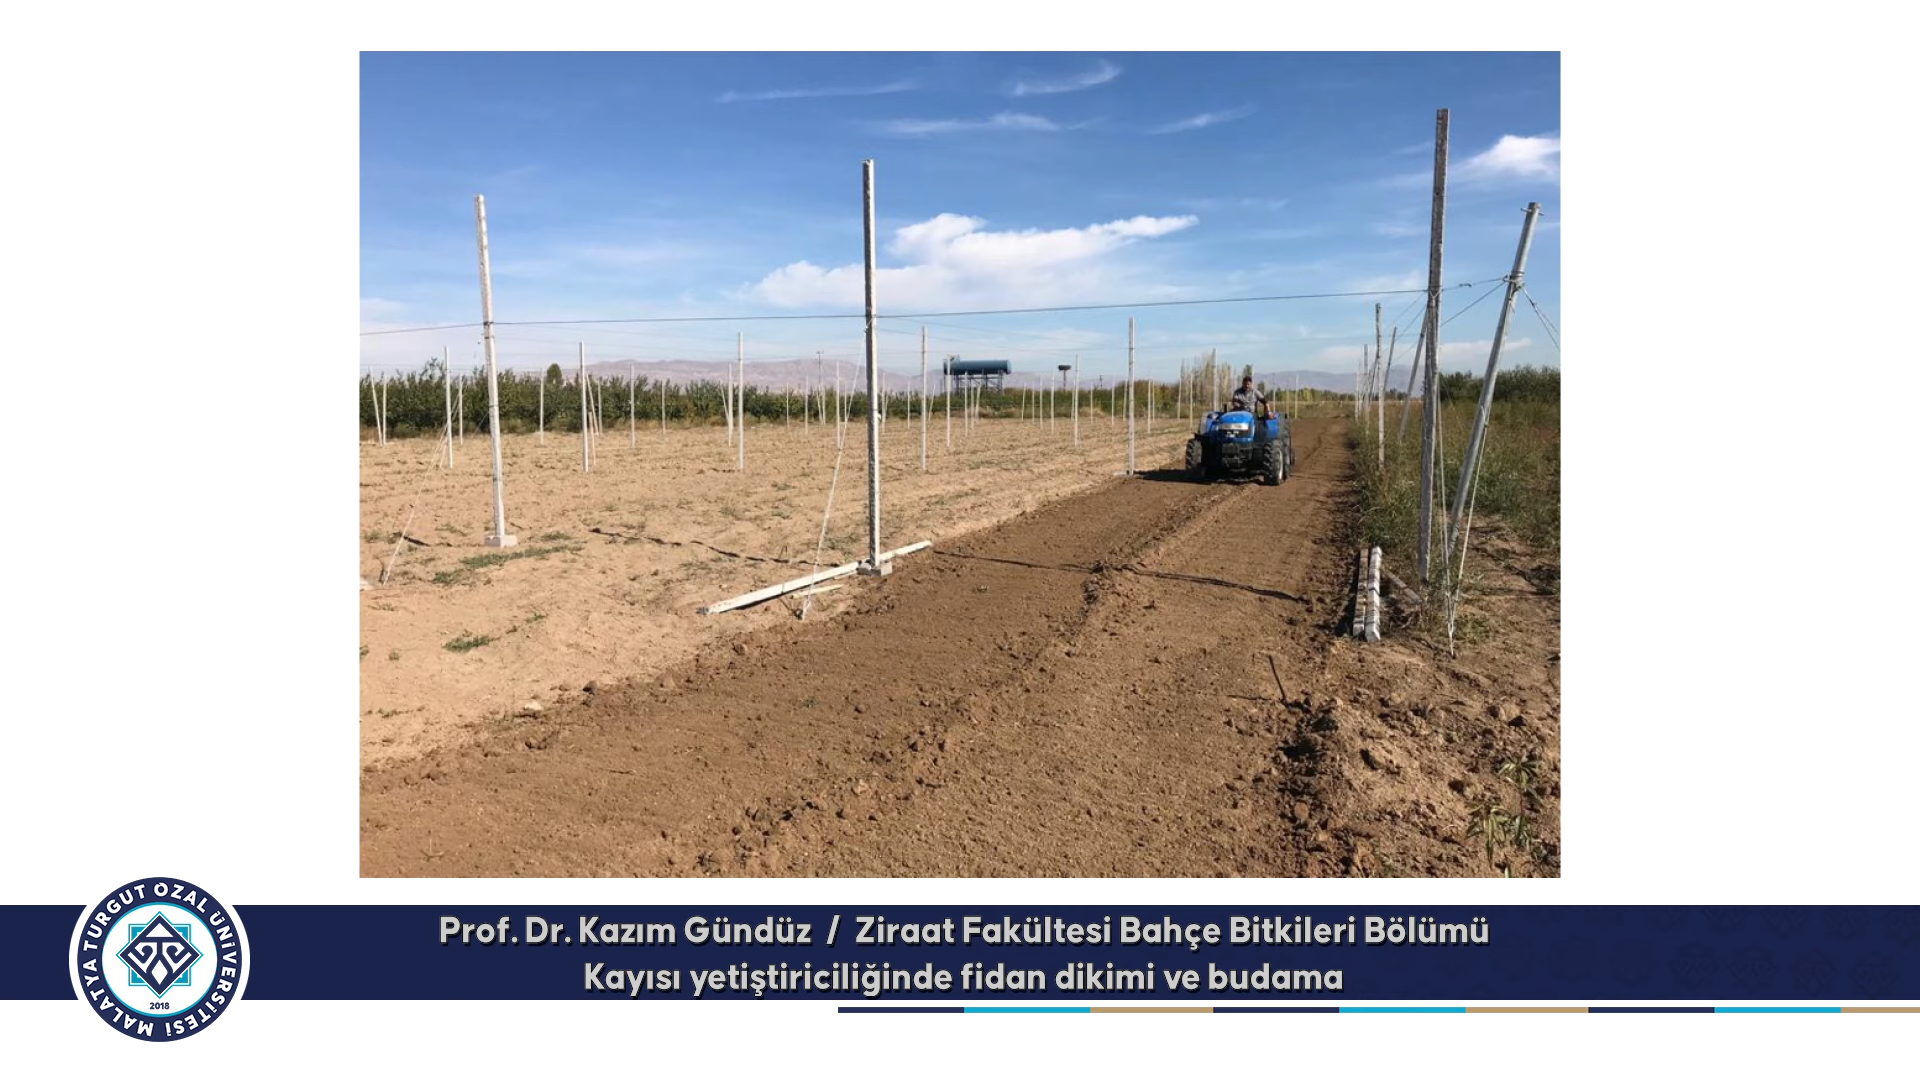 Prof. Dr. Kazım Gündüz / Ziraat Fakültesi Bahçe Bitkileri Bölümü
Kayısı yetiştiriciliğinde fidan dikimi ve budama
MALATYA TURGUT ÖZAL ÜNİVERSİTESİ
2018